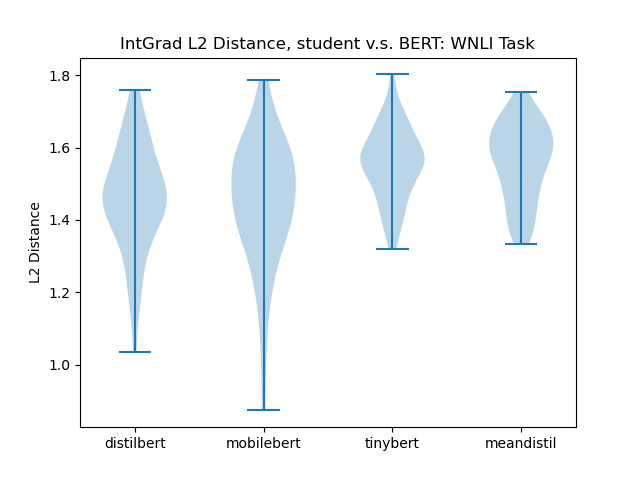 IntGrad L2 Distance, student v.s. BERT: WNLI Task
L2 Distance
1.8
1.6
1.4
1.2
1.0
distilbert mobilebert tinybert meandistil